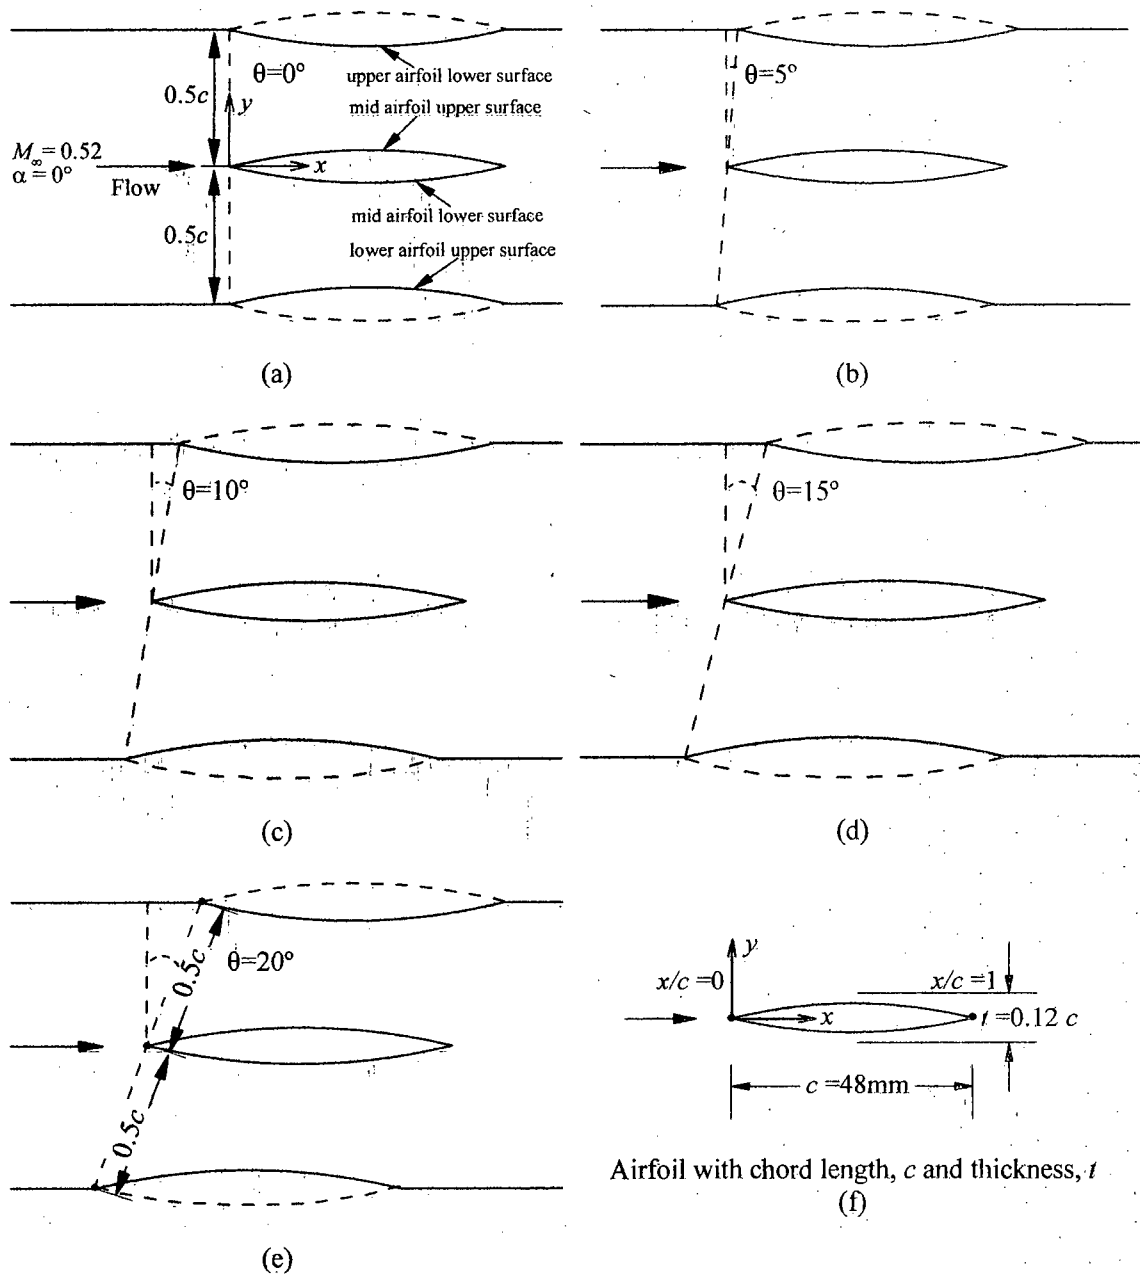 θ=0°
0.5c
y
upper airfoil lower surface
mid airfoil upper surface
M∞ = 0.52
α = 0°
Flow
x
0.5c
mid airfoil lower surface
lower airfoil upper surface
(a)
θ=5°
(b)
θ=10°
(c)
θ=15°
(d)
θ=20°
0.5c
0.5c
(e)
y
x/c =0
x/c =1
x
t =0.12 c
c =48mm
Airfoil with chord length, c and thickness, t
(f)